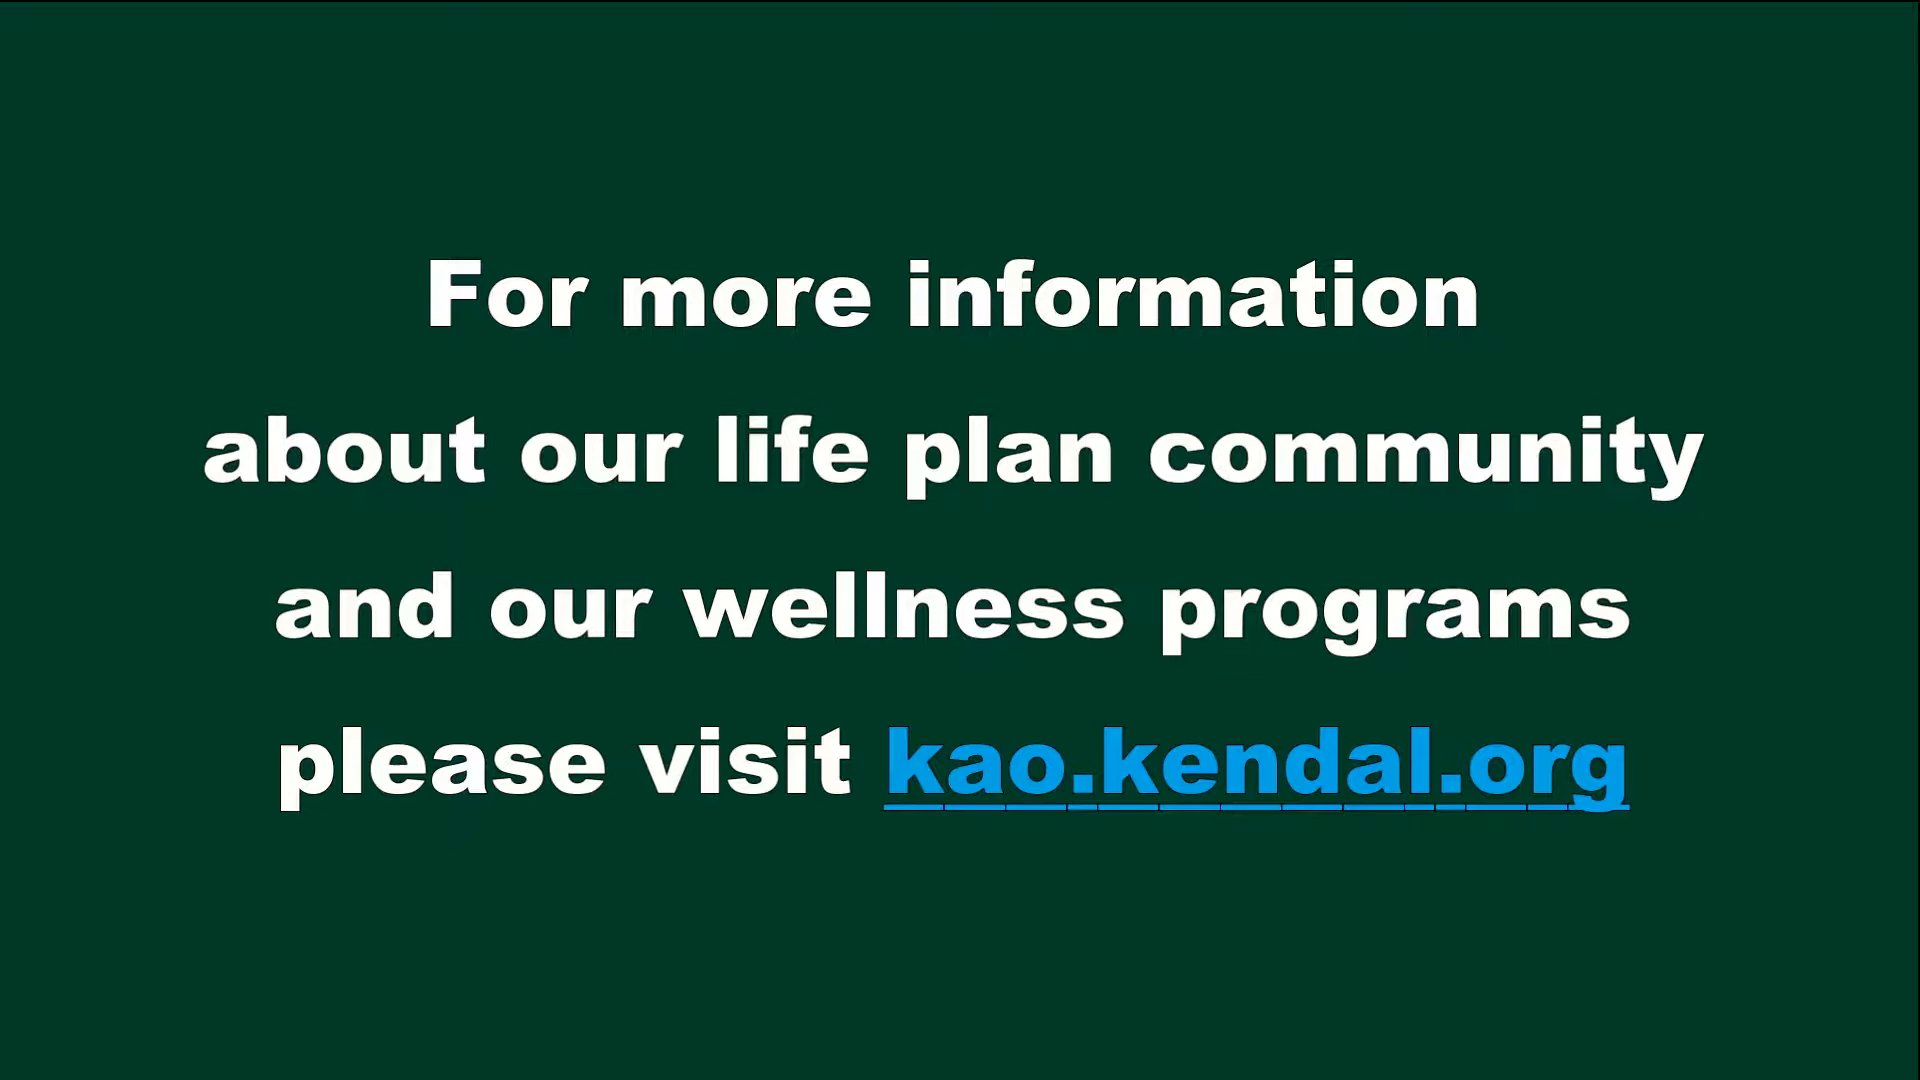 For more information
about our life plan community
and our wellness programs
please visit kao.kendal.org